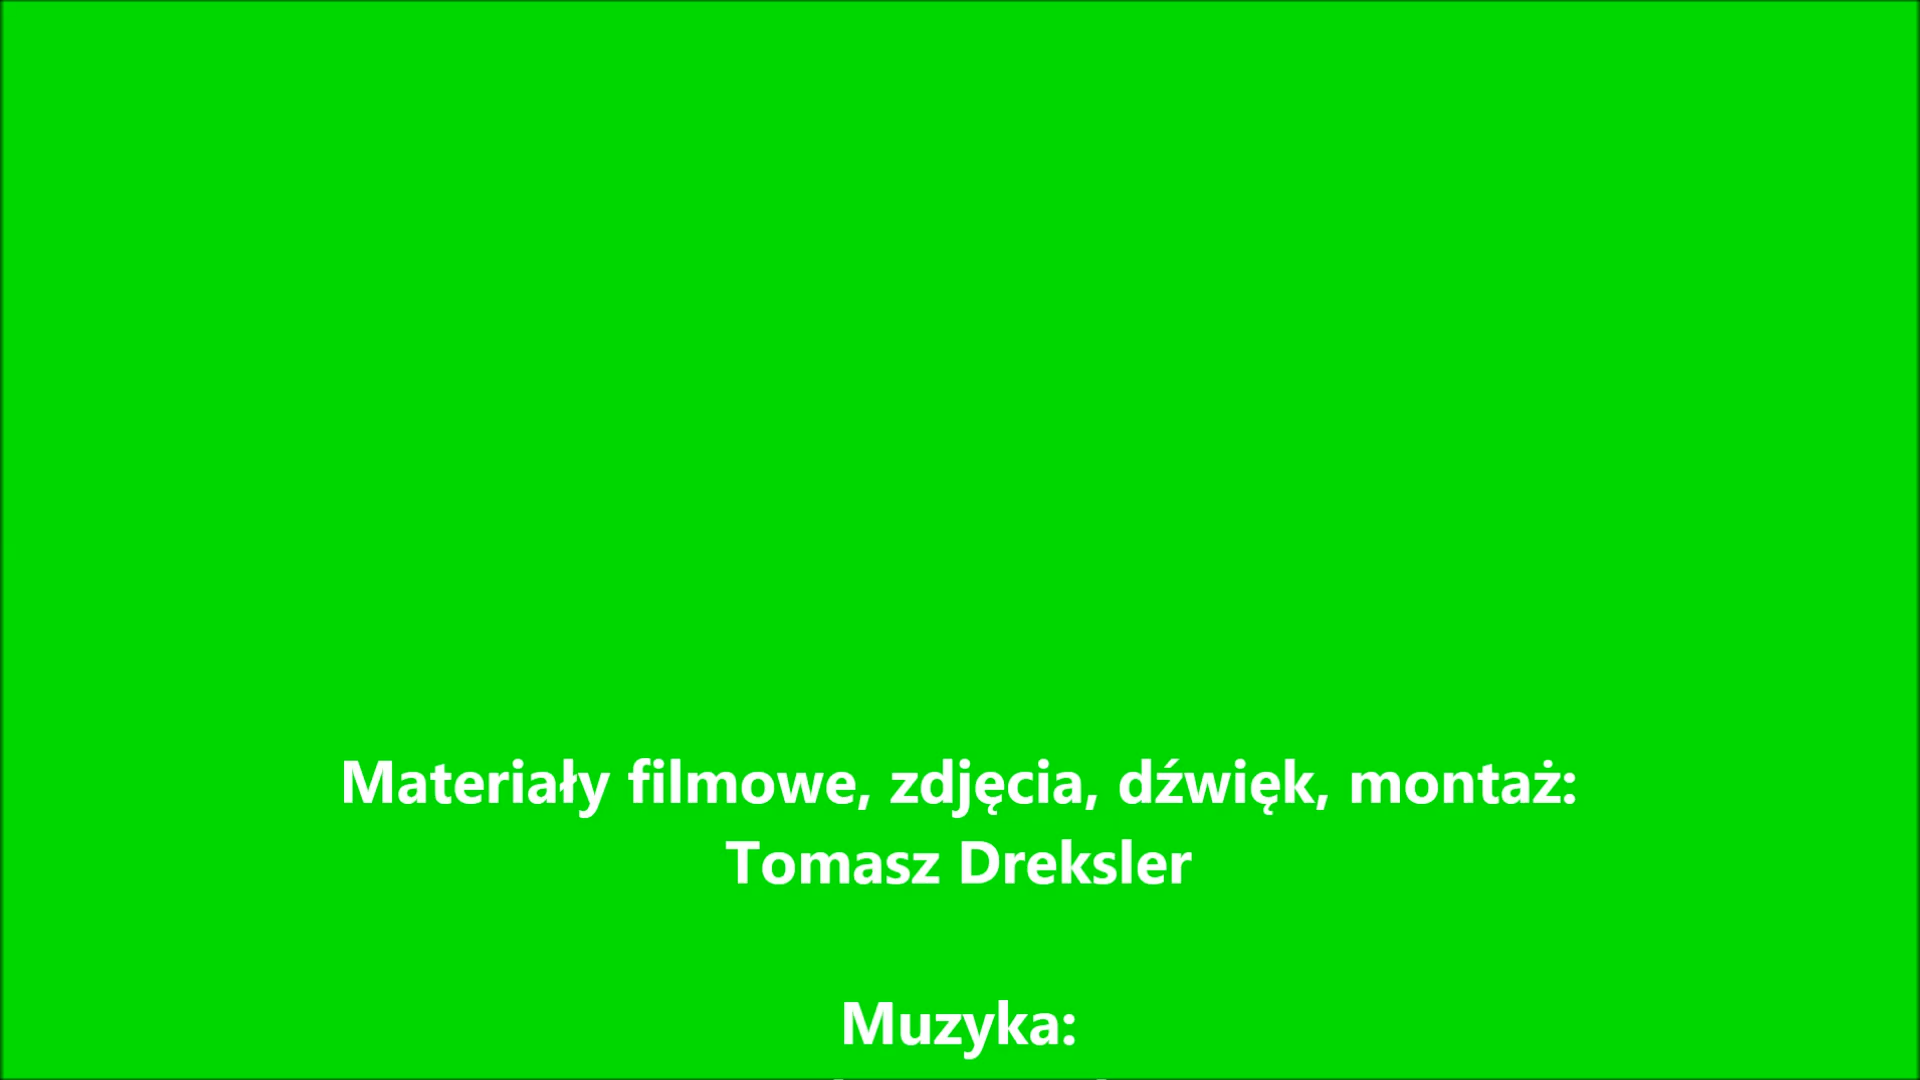 Materiały filmowe, zdjęcia, dźwięk, montaż:
Tomasz Dreksler
Muzyka: